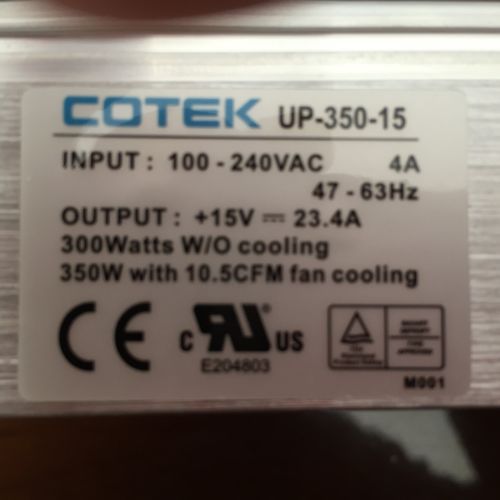 COTEK UP-350-15
INPUT : 100 - 240VAC 4A
47 - 63Hz
OUTPUT : +15V ⎓ 23.4A
300Watts W/O cooling
350W with 10.5CFM fan cooling
CE C RU ® US
E204803
M001